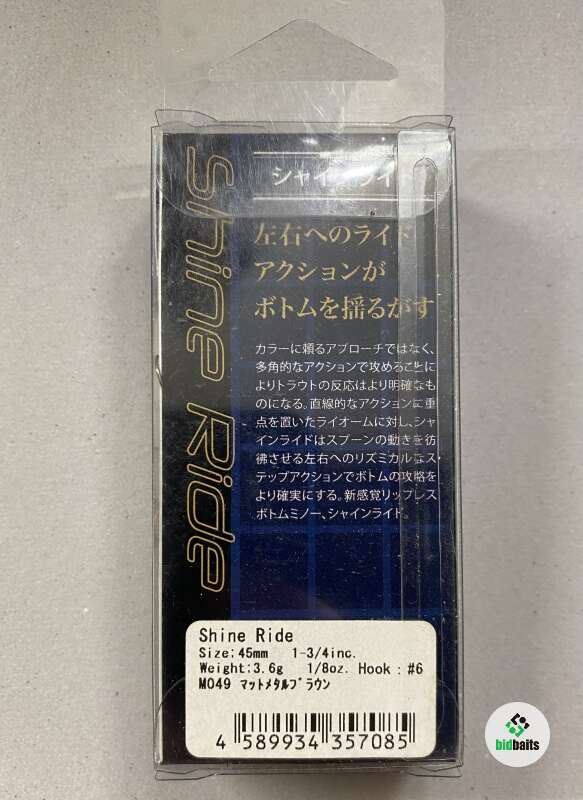 Shine Ride
シャインライド
左右へのライド
アクションが
ボトムを揺るがす
カラーに頼るアプローチではなく、
多角的なアクションで攻めることに
よりトラウトの反応はより明確なも
のになる。直線的なアクションに重
点を置いたライオームに対し、シャ
インライドはスプーンの動きを彷
彿させる左右へのリズミカルなス
テップアクションでボトムの攻略を
より確実にする。新感覚リップレス
ボトムミノー、シャインライド。
Shine Ride
Size:45mm 1-3/4inc.
Weight:3.6g 1/8oz. Hook : #6
M049 マットメタルブラウン
4 589934 357085
bidbaits